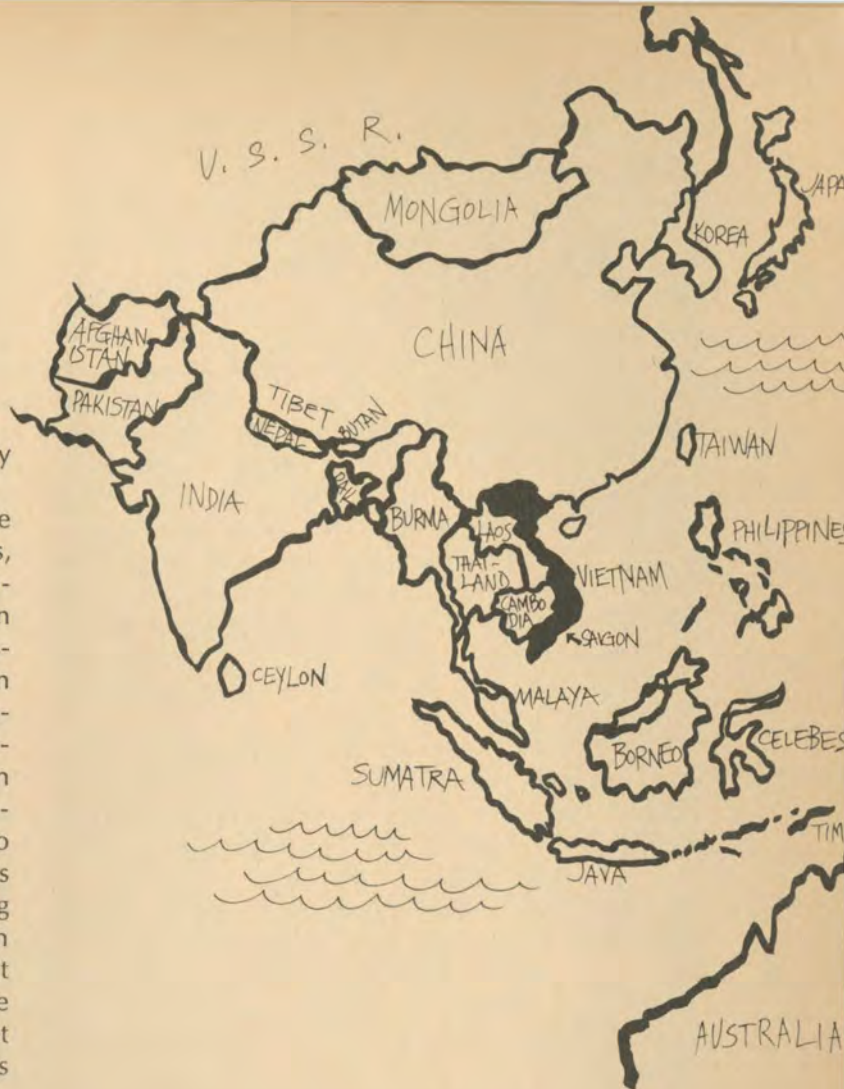 U. S. S. R.
MONGOLIA
JAPA
KOREA
CHINA
AFGHAN
ISTAN
PAKISTAN
TIBET
NEPAL
BUTAN
INDIA
PAK.
BURMA
TAIWAN
LAOS
THAI-
LAND
CAMBO
DIA
VIETNAM
SAIGON
PHILIPPINES
CEYLON
MALAYA
BORNEO
CELEBES
SUMATRA
JAVA
TIM
AUSTRALIA
y
e
s,
-
n
-
n
-
-
n
-
o
s
g
n
t
e
t
s